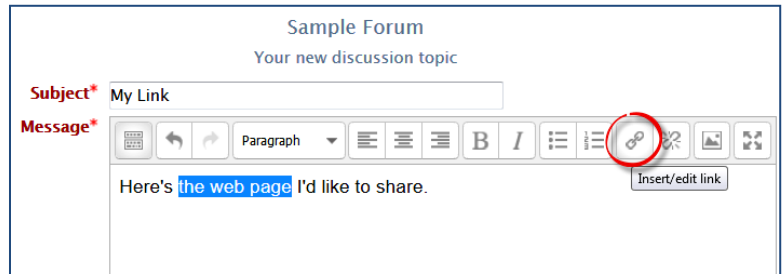 Sample Forum
Your new discussion topic
Subject* My Link
Message*
Paragraph B I
Insert/edit link
Here's the web page I'd like to share.